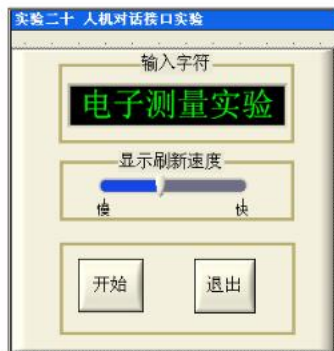 实验二十 人机对话接口实验
输入字符
电子测量实验
显示刷新速度
慢 快
开始 退出